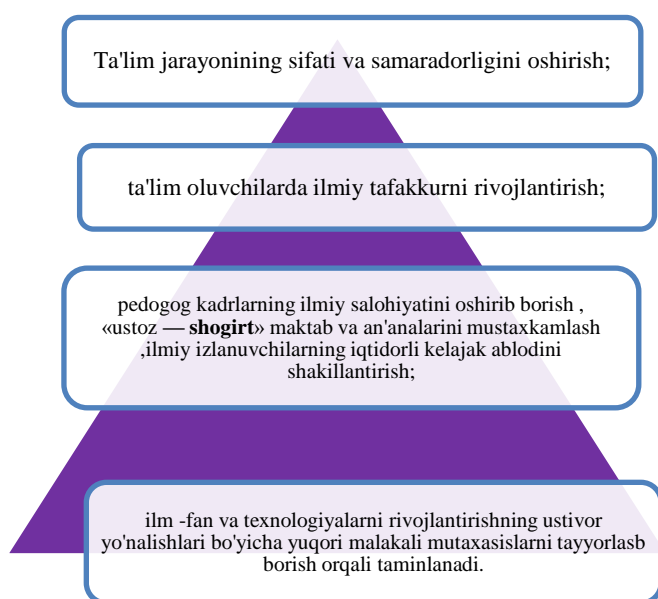 Ta'lim jarayonining sifati va samaradorligini oshirish;
ta'lim oluvchilarda ilmiy tafakkurni rivojlantirish;
pedogog kadrlarning ilmiy salohiyatini oshirib borish ,
«ustoz — shogirt» maktab va an'analarini mustaxkamlash
,ilmiy izlanuvchilarning iqtidorli kelajak ablodini
shakillantirish;
ilm -fan va texnologiyalarni rivojlantirishning ustivor
yo'nalishlari bo'yicha yuqori malakali mutaxasislarni tayyorlasb
borish orqali taminlanadi.